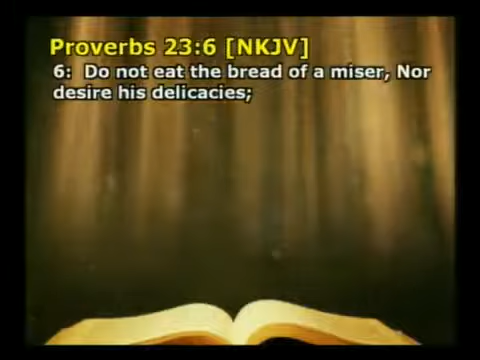 Proverbs 23:6 [NKJV]
6: Do not eat the bread of a miser, Nor
desire his delicacies;